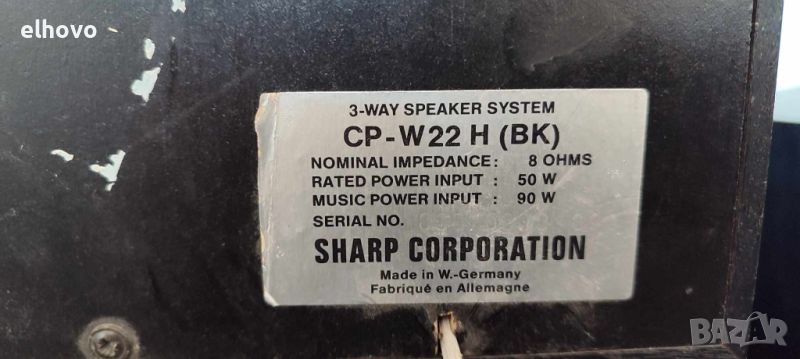 elhovo
3-WAY SPEAKER SYSTEM
CP-W22 H (BK)
NOMINAL IMPEDANCE: 8 OHMS
RATED POWER INPUT : 50 W
MUSIC POWER INPUT : 90 W
SERIAL NO.
SHARP CORPORATION
Made in W.-Germany
Fabriqué en Allemagne
BAZAR